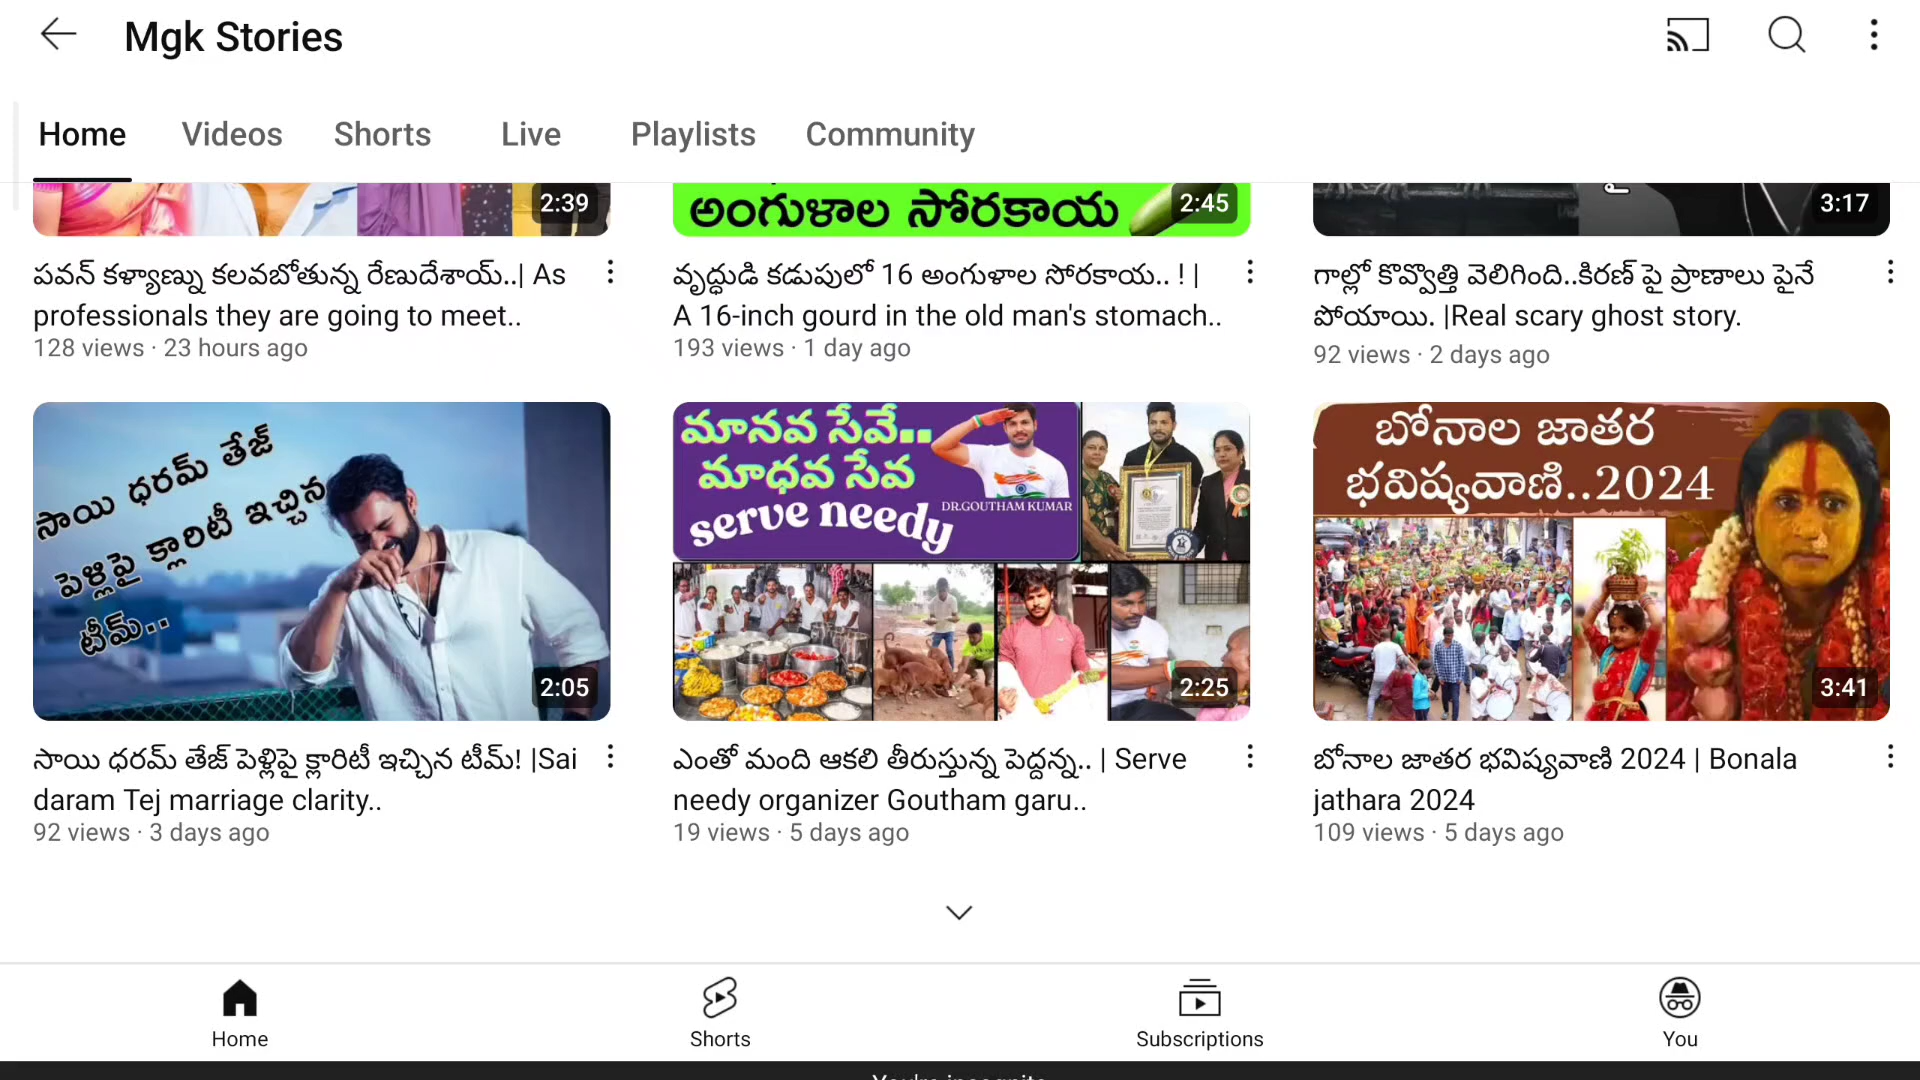 Mgk Stories
Home Videos Shorts Live Playlists Community
2:39
అంగుళాల సోరకాయ
2:45
3:17
పవన్ కళ్యాణ్ను కలవబోతున్న రేణుదేశాయ్..| As
professionals they are going to meet..
128 views · 23 hours ago
వృద్ధుడి కడుపులో 16 అంగుళాల సోరకాయ.. ! |
A 16-inch gourd in the old man's stomach..
193 views · 1 day ago
గాల్లో కొవ్వొత్తి వెలిగింది..కిరణ్ పై ప్రాణాలు పైనే
పోయాయి. |Real scary ghost story.
92 views · 2 days ago
సాయి ధరమ్ తేజ్
పెళ్లిపై క్లారిటీ ఇచ్చిన
టీమ్..
2:05
మానవ సేవే..
మాధవ సేవ
serve needy
DR.GOUTHAM KUMAR
2:25
బోనాల జాతర
భవిష్యవాణి..2024
3:41
సాయి ధరమ్ తేజ్ పెళ్లిపై క్లారిటీ ఇచ్చిన టీమ్! |Sai
daram Tej marriage clarity..
92 views · 3 days ago
ఎంతో మంది ఆకలి తీరుస్తున్న పెద్దన్న.. | Serve
needy organizer Goutham garu..
19 views · 5 days ago
బోనాల జాతర భవిష్యవాణి 2024 | Bonala
jathara 2024
109 views · 5 days ago
Home Shorts Subscriptions You
You're incognito